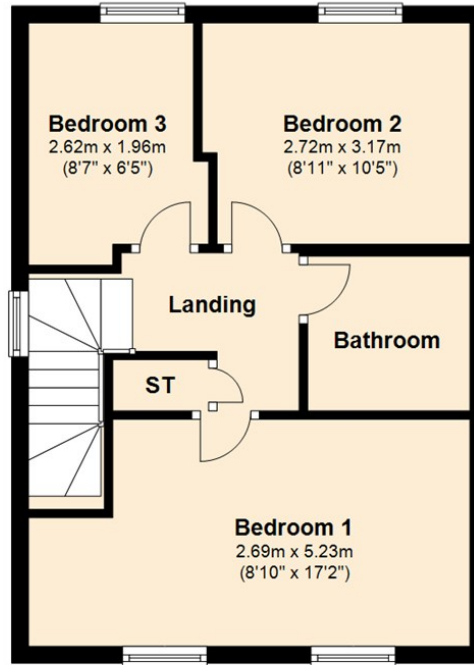 Bedroom 3
2.62m x 1.96m
(8'7" x 6'5")
Bedroom 2
2.72m x 3.17m
(8'11" x 10'5")
Landing
Bathroom
ST
Bedroom 1
2.69m x 5.23m
(8'10" x 17'2")